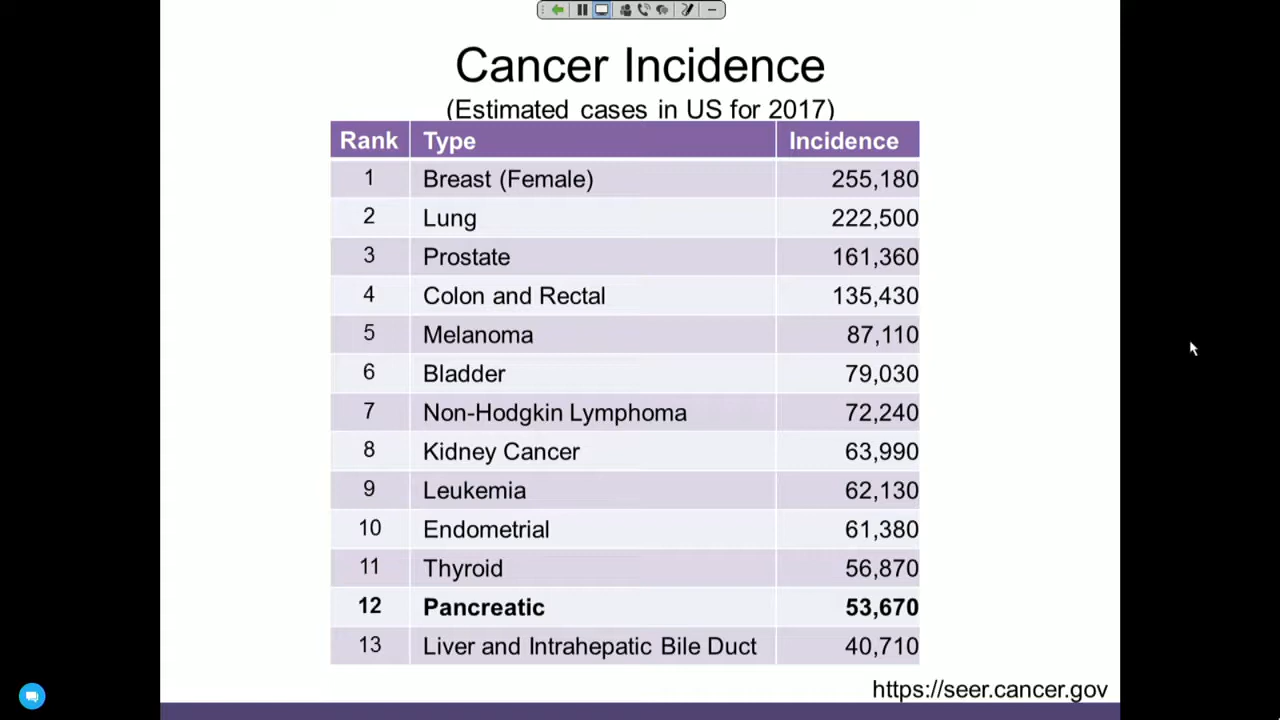 Cancer Incidence
(Estimated cases in US for 2017)
Rank Type Incidence
1 Breast (Female) 255,180
2 Lung 222,500
3 Prostate 161,360
4 Colon and Rectal 135,430
5 Melanoma 87,110
6 Bladder 79,030
7 Non-Hodgkin Lymphoma 72,240
8 Kidney Cancer 63,990
9 Leukemia 62,130
10 Endometrial 61,380
11 Thyroid 56,870
12 Pancreatic 53,670
13 Liver and Intrahepatic Bile Duct 40,710
https://seer.cancer.gov